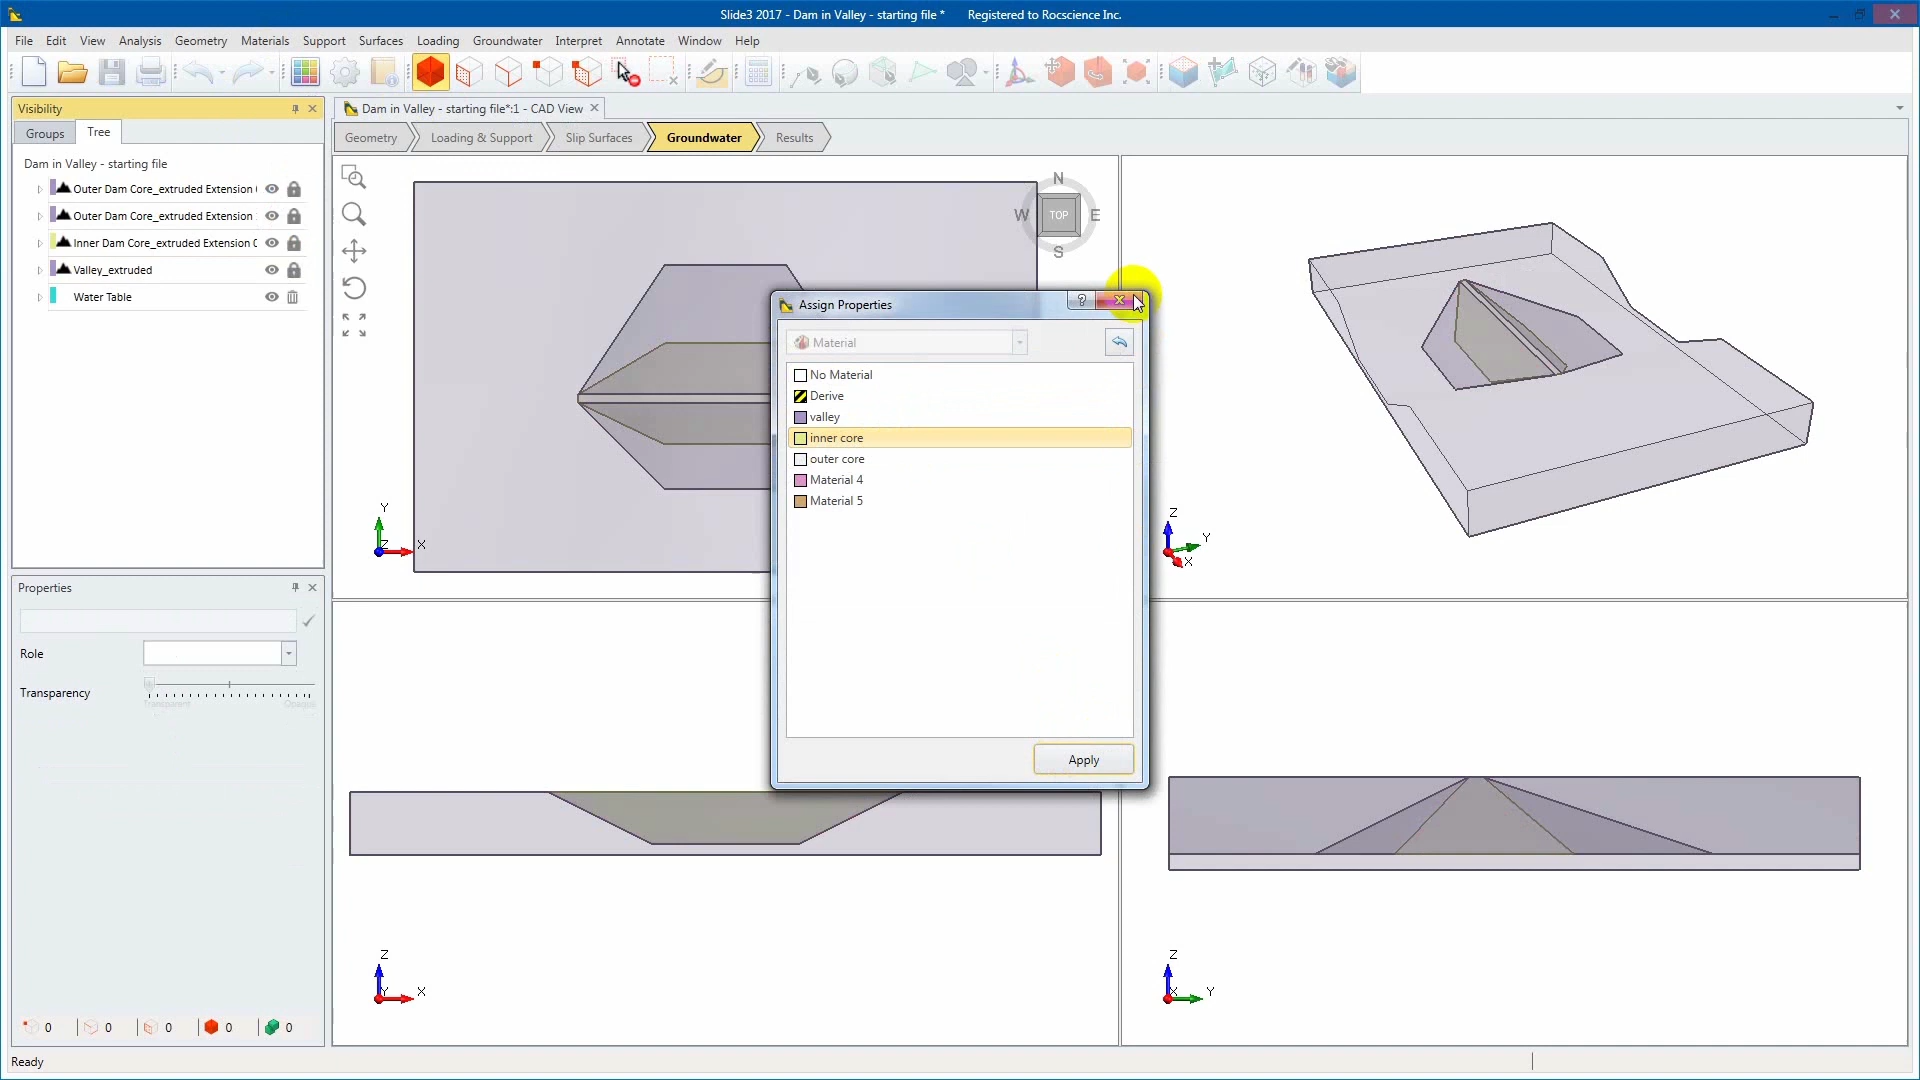 Slide3 2017 - Dam in Valley - starting file * Registered to Rocscience Inc.
File Edit View Analysis Geometry Materials Support Surfaces Loading Groundwater Interpret Annotate Window Help
Visibility
Dam in Valley - starting file*:1 - CAD View
Groups Tree
Geometry Loading & Support Slip Surfaces Groundwater Results
Dam in Valley - starting file
Outer Dam Core_extruded Extension
Outer Dam Core_extruded Extension
Inner Dam Core_extruded Extension 0
Valley_extruded
Water Table
N
W TOP E
S
Assign Properties
?
Material
No Material
Derive
valley
inner core
outer core
Material 4
Material 5
Apply
Y
Z X
Z
Y
X
Properties
Role
Transparency
Transparent Opaque
Z
Y X
Z
X Y
0 0 0 0 0
Ready